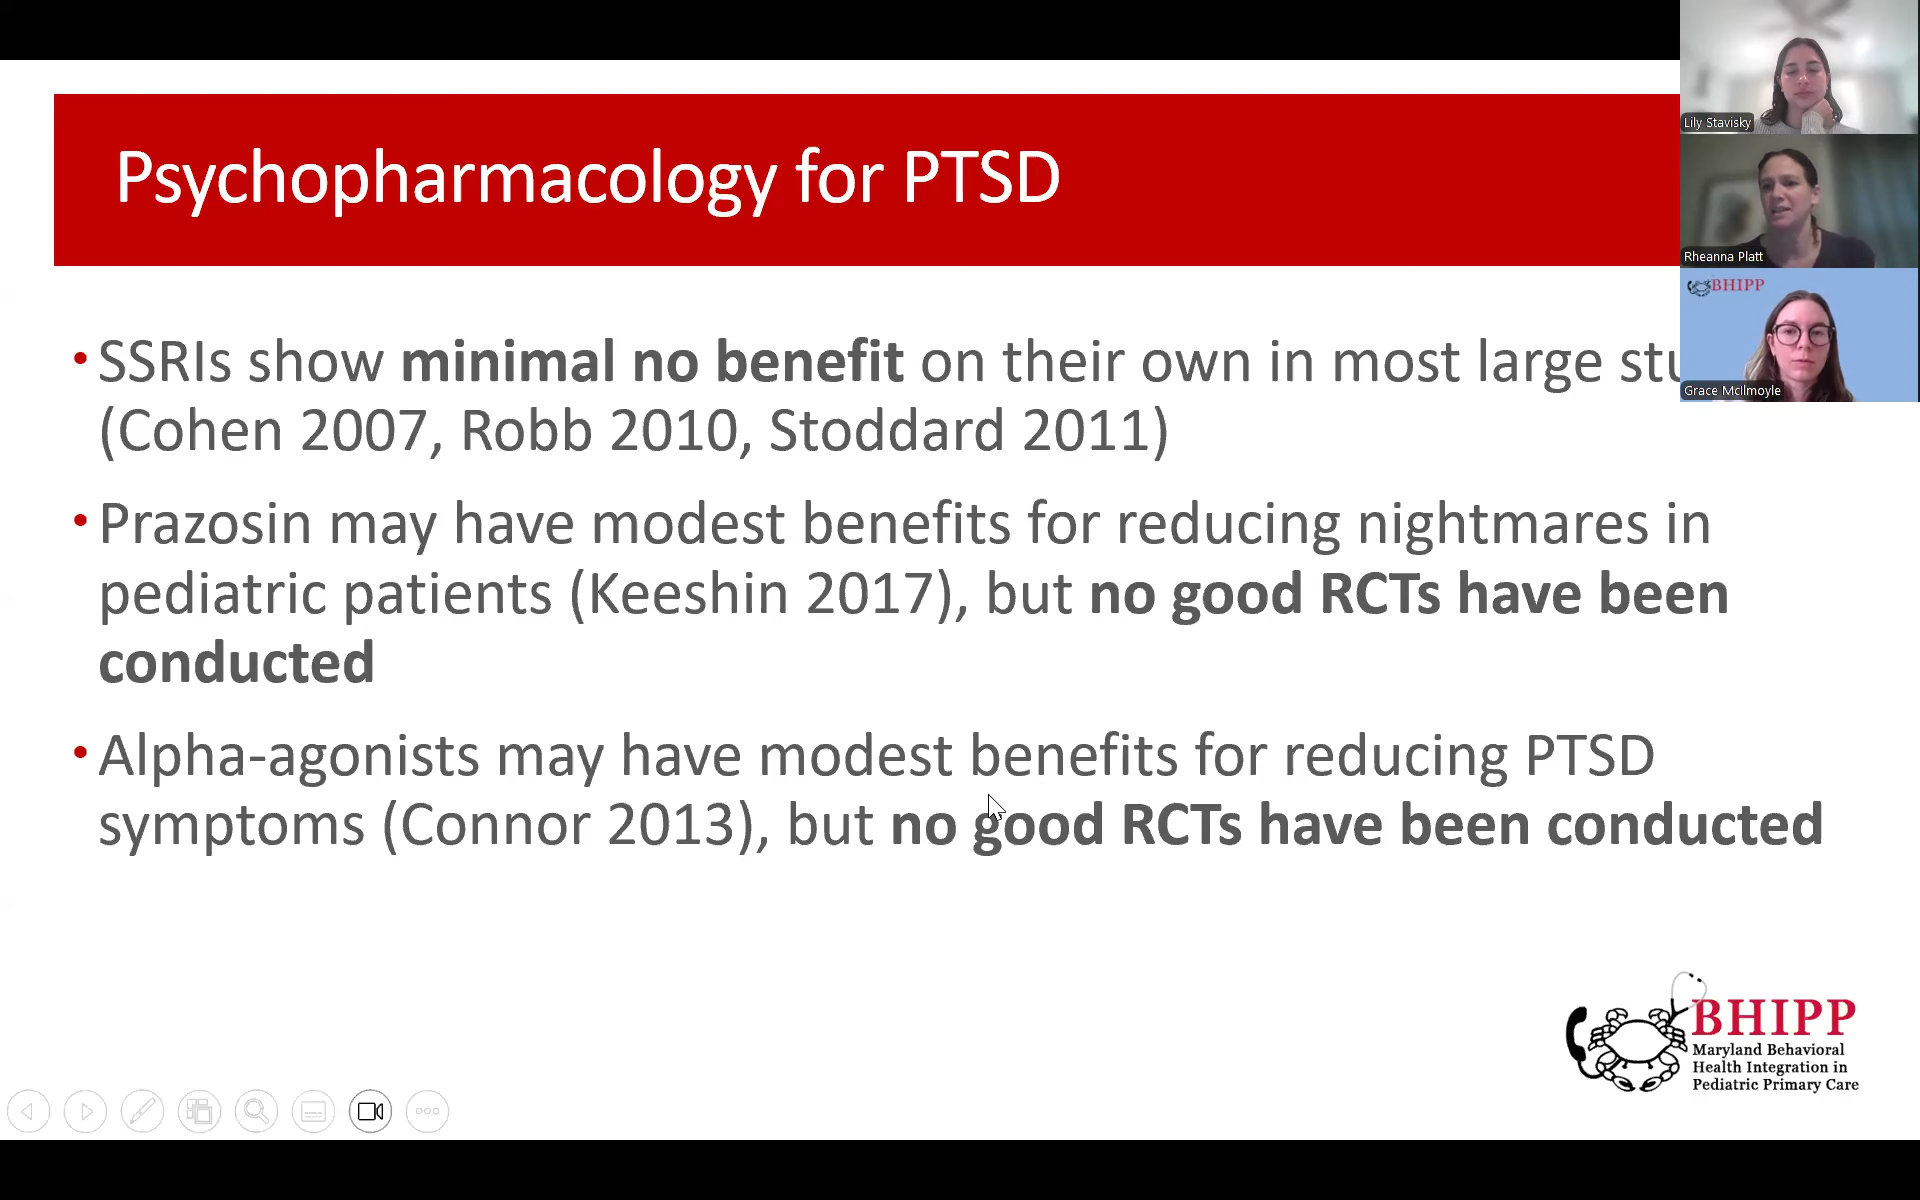 Psychopharmacology for PTSD
• SSRIs show minimal no benefit on their own in most large
(Cohen 2007, Robb 2010, Stoddard 2011)
• Prazosin may have modest benefits for reducing nightmares in
pediatric patients (Keeshin 2017), but no good RCTs have been
conducted
• Alpha-agonists may have modest benefits for reducing PTSD
symptoms (Connor 2013), but no good RCTs have been conducted
Lily Stavisky
Rheanna Platt
BHIPP
Grace McIlmoyle
BHIPP
Maryland Behavioral
Health Integration in
Pediatric Primary Care